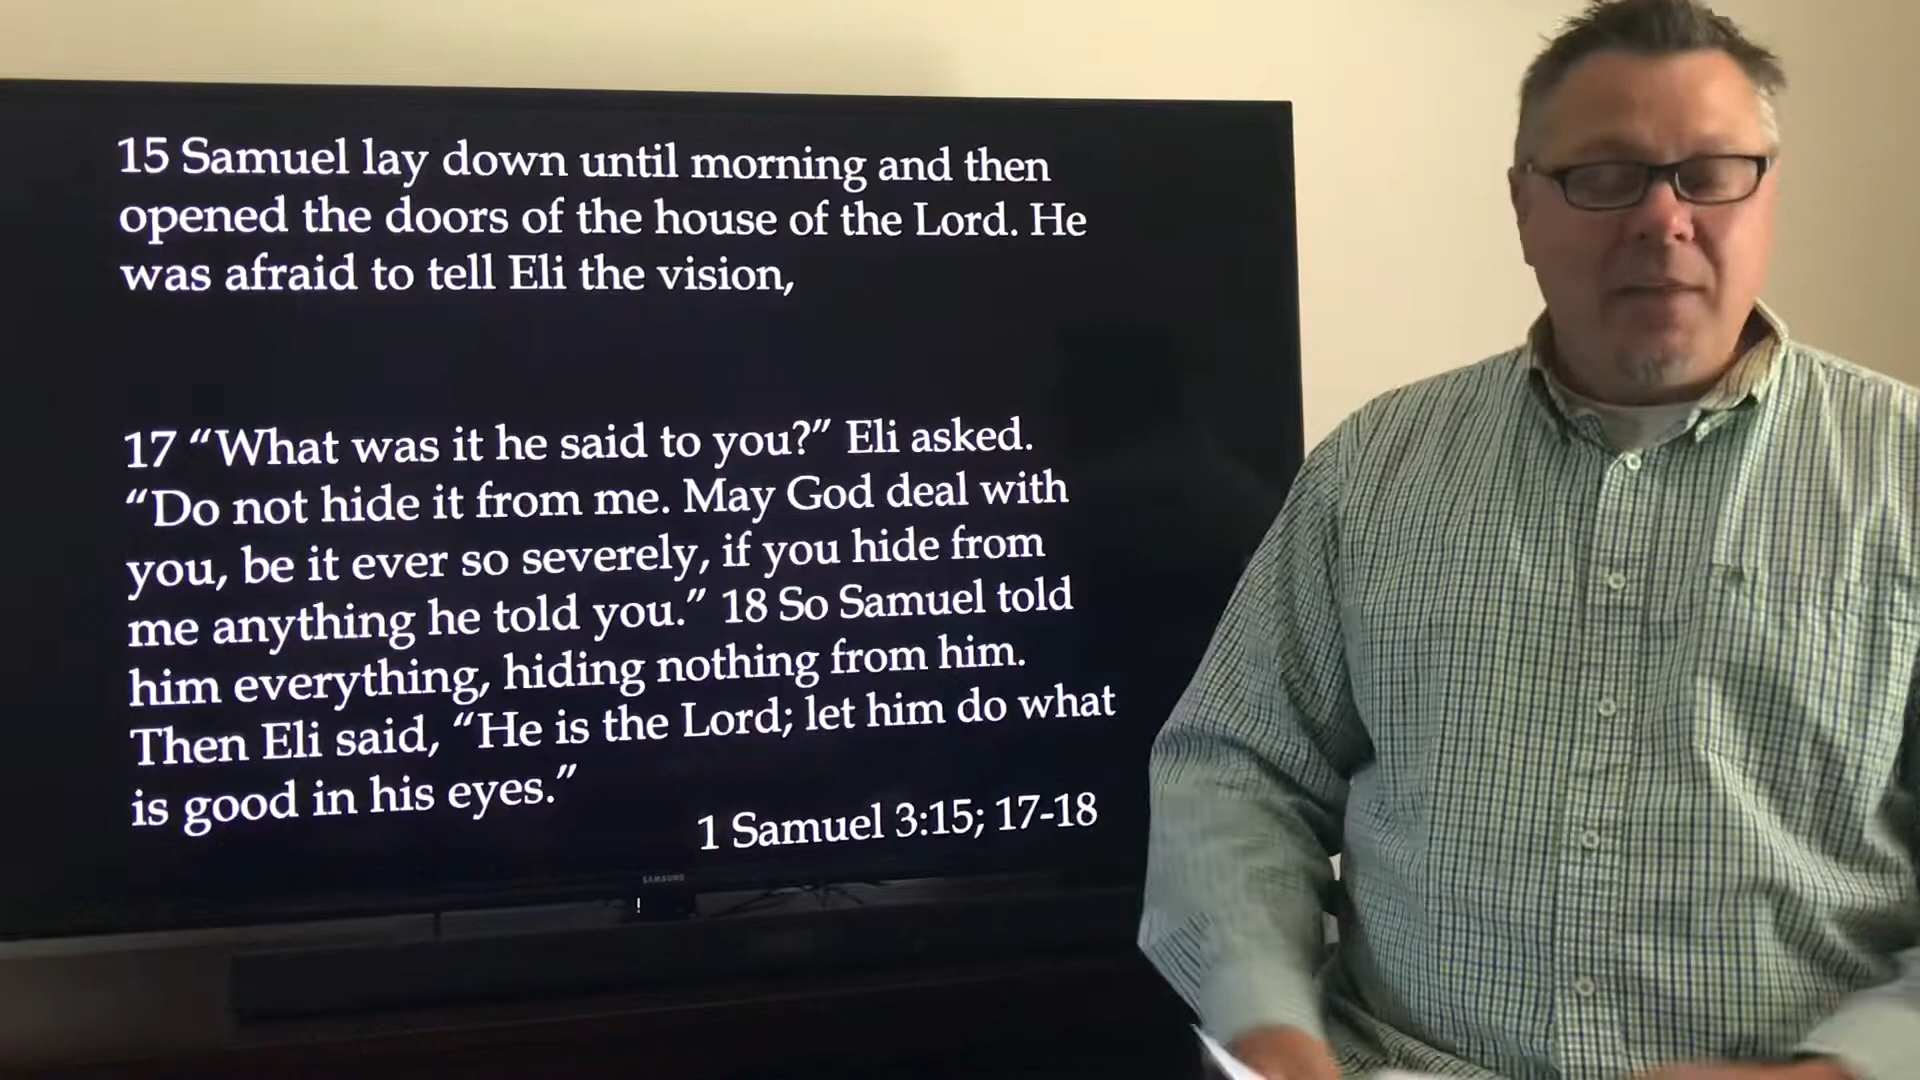 15 Samuel lay down until morning and then
opened the doors of the house of the Lord. He
was afraid to tell Eli the vision,
17 “What was it he said to you?” Eli asked.
“Do not hide it from me. May God deal with
you, be it ever so severely, if you hide from
me anything he told you.” 18 So Samuel told
him everything, hiding nothing from him.
Then Eli said, “He is the Lord; let him do what
is good in his eyes.”
1 Samuel 3:15; 17-18
SAMSUNG
!